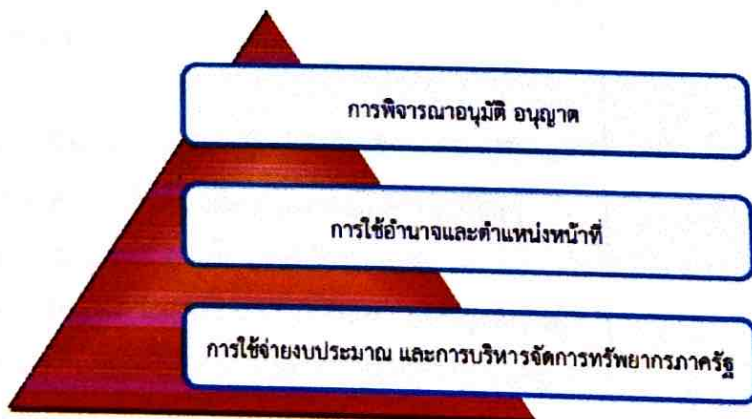 การพิจารณาอนุมัติ อนุญาต
การใช้อำนาจและตำแหน่งหน้าที่
การใช้จ่ายงบประมาณ และการบริหารจัดการทรัพยากรภาครัฐ